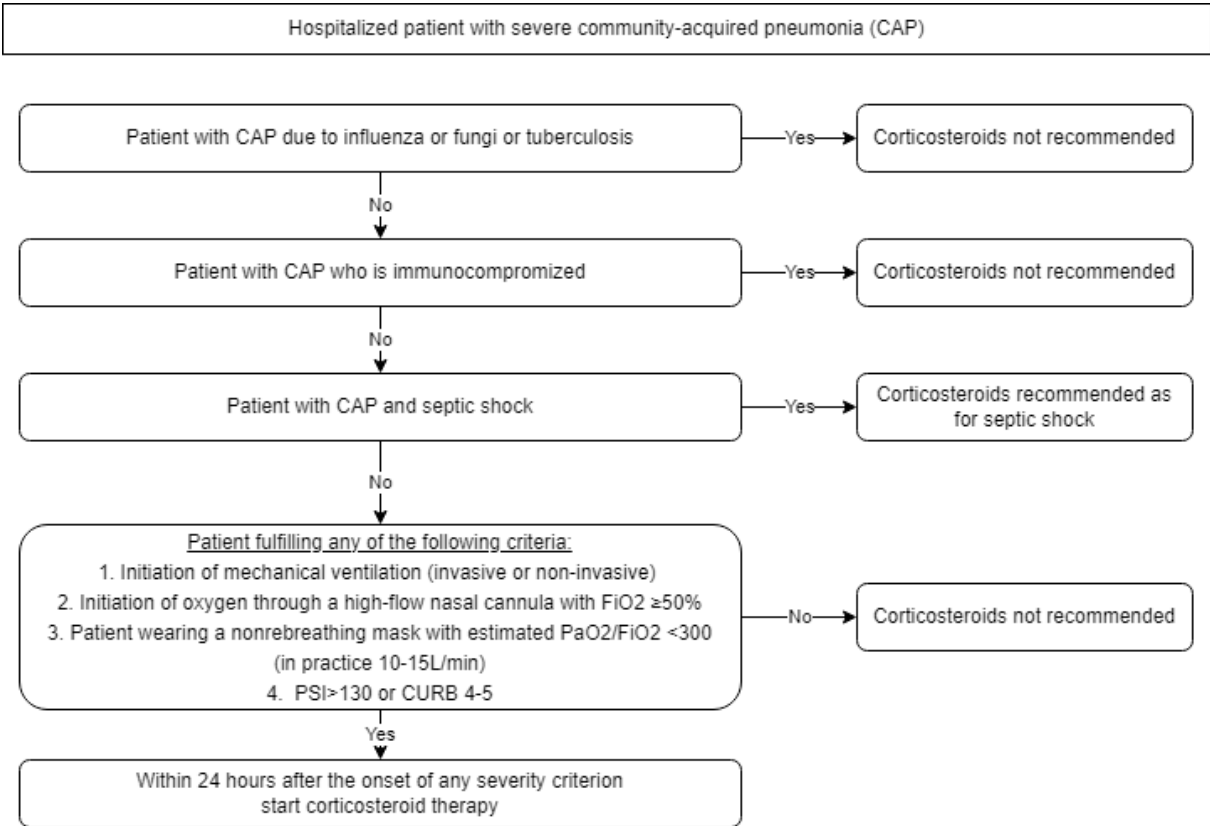 Hospitalized patient with severe community-acquired pneumonia (CAP)
Patient with CAP due to influenza or fungi or tuberculosis
Yes
Corticosteroids not recommended
No
Patient with CAP who is immunocompromized
Yes
Corticosteroids not recommended
No
Patient with CAP and septic shock
Yes
Corticosteroids recommended as
for septic shock
No
Patient fulfilling any of the following criteria:
1. Initiation of mechanical ventilation (invasive or non-invasive)
2. Initiation of oxygen through a high-flow nasal cannula with FiO2 ≥50%
3. Patient wearing a nonrebreathing mask with estimated PaO2/FiO2 <300
(in practice 10-15L/min)
4. PSI>130 or CURB 4-5
No
Corticosteroids not recommended
Yes
Within 24 hours after the onset of any severity criterion
start corticosteroid therapy